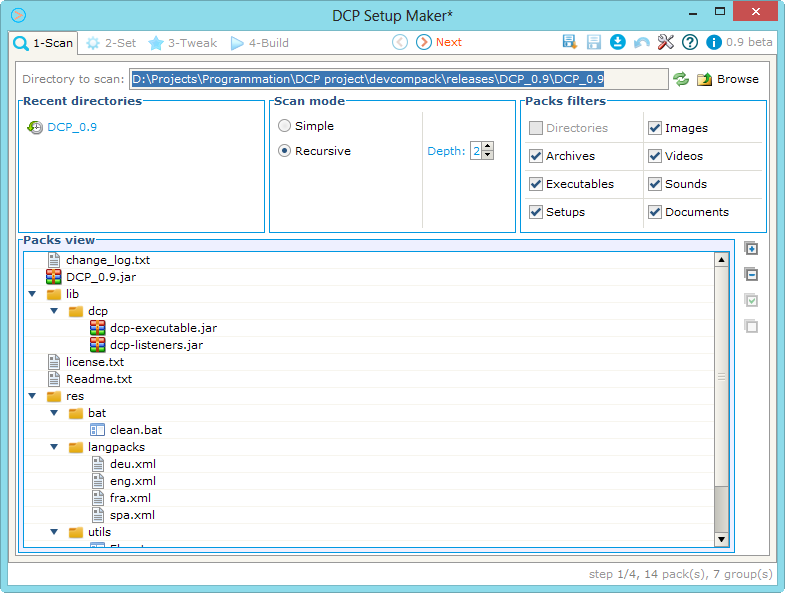 DCP Setup Maker*
1-Scan 2-Set 3-Tweak 4-Build Next 0.9 beta
Directory to scan: D:\Projects\Programmation\DCP project\devcompack\releases\DCP_0.9\DCP_0.9 Browse
Recent directories
DCP_0.9
Scan mode
Simple
Recursive
Depth: 2
Packs filters
Directories Images
Archives Videos
Executables Sounds
Setups Documents
Packs view
change_log.txt
DCP_0.9.jar
lib
dcp
dcp-executable.jar
dcp-listeners.jar
license.txt
Readme.txt
res
bat
clean.bat
langpacks
deu.xml
eng.xml
fra.xml
spa.xml
utils
step 1/4, 14 pack(s), 7 group(s)